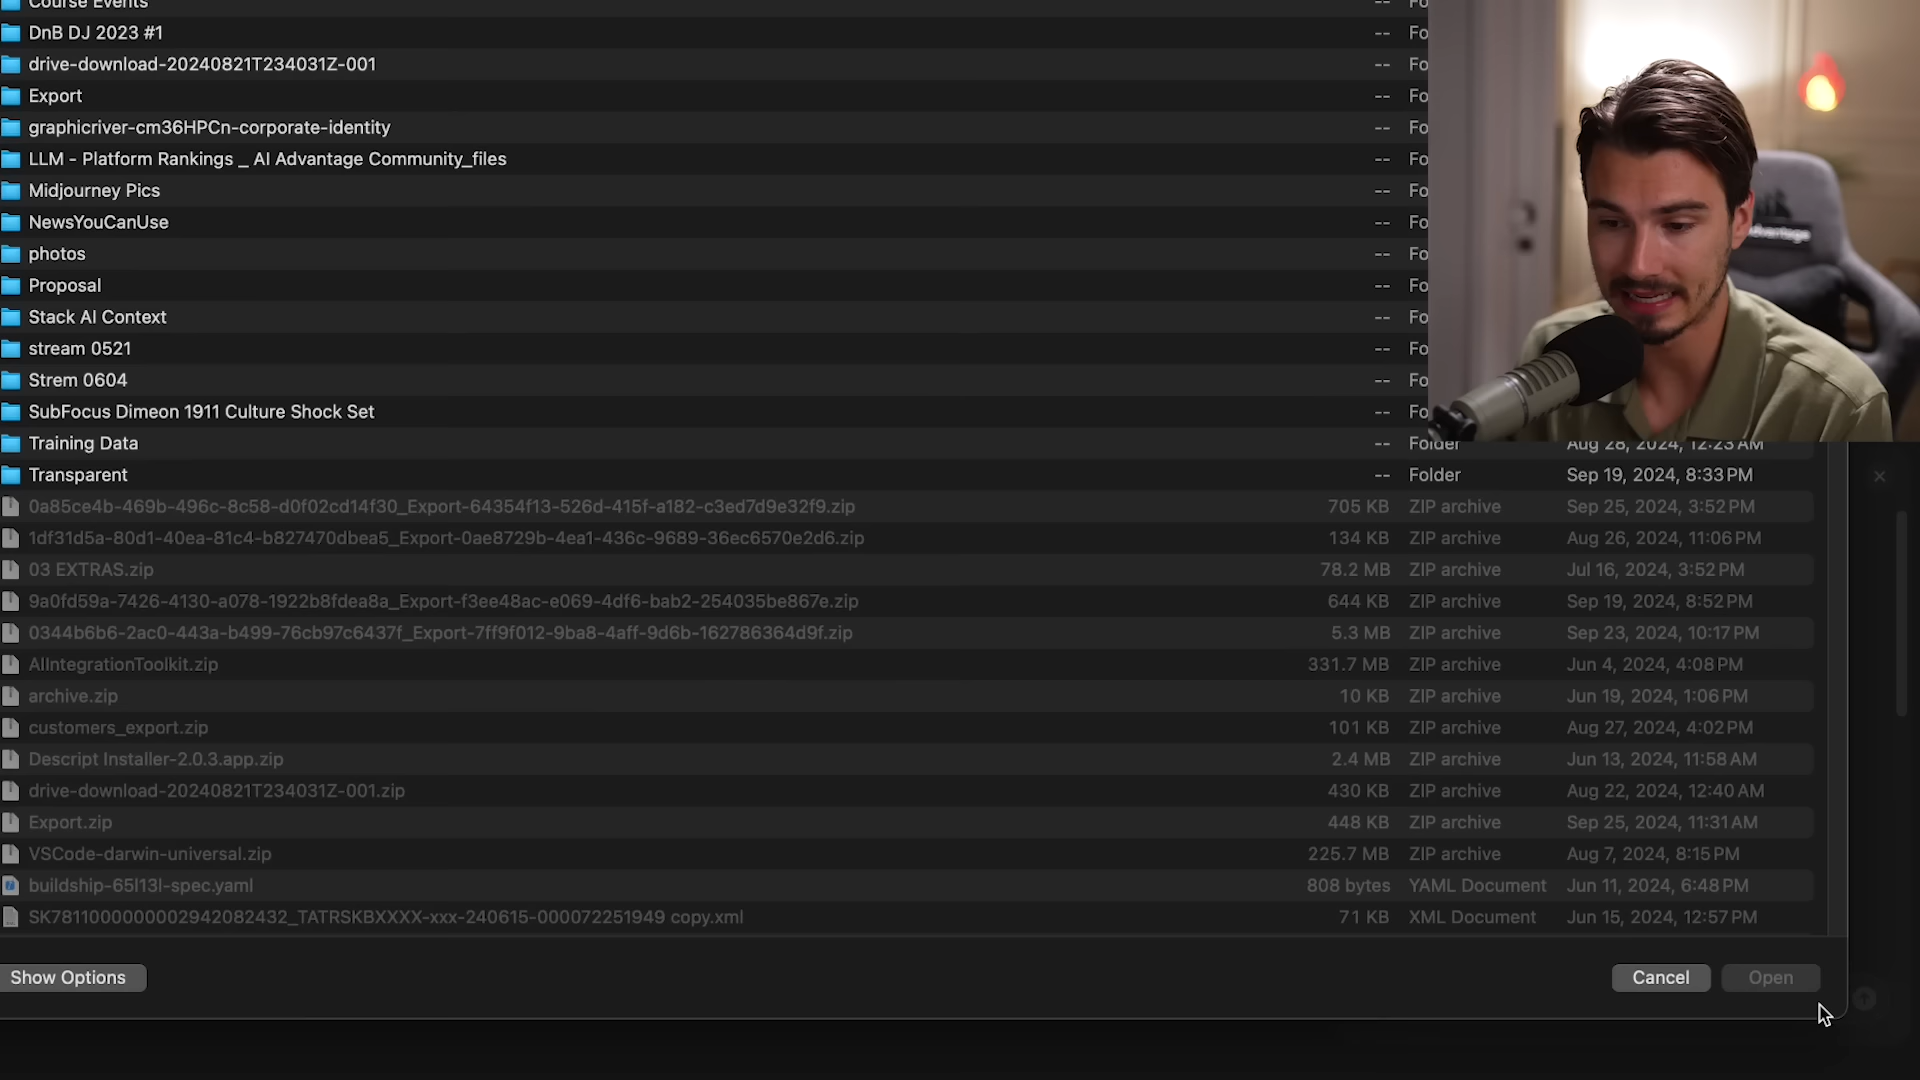 Course Events -- Fo
DnB DJ 2023 #1 -- Fo
drive-download-20240821T234031Z-001 -- Fo
Export -- Fo
graphicriver-cm36HPCn-corporate-identity -- Fo
LLM - Platform Rankings _ AI Advantage Community_files -- Fo
Midjourney Pics -- Fo
NewsYouCanUse -- Fo
photos -- Fo
Proposal -- Fo
Stack AI Context -- Fo
stream 0521 -- Fo
Strem 0604 -- Fo
SubFocus Dimeon 1911 Culture Shock Set -- Fo
Training Data -- Folder Aug 28, 2024, 12:23 AM
Transparent -- Folder Sep 19, 2024, 8:33 PM
0a85ce4b-469b-496c-8c58-d0f02cd14f30_Export-64354f13-526d-415f-a182-c3ed7d9e32f9.zip 705 KB ZIP archive Sep 25, 2024, 3:52 PM
1df31d5a-80d1-40ea-81c4-b827470dbea5_Export-0ae8729b-4ea1-436c-9689-36ec6570e2d6.zip 134 KB ZIP archive Aug 26, 2024, 11:06 PM
03 EXTRAS.zip 78.2 MB ZIP archive Jul 16, 2024, 3:52 PM
9a0fd59a-7426-4130-a078-1922b8fdea8a_Export-f3ee48ac-e069-4df6-bab2-254035be867e.zip 644 KB ZIP archive Sep 19, 2024, 8:52 PM
0344b6b6-2ac0-443a-b499-76cb97c6437f_Export-7ff9f012-9ba8-4aff-9d6b-162786364d9f.zip 5.3 MB ZIP archive Sep 23, 2024, 10:17 PM
AIIntegrationToolkit.zip 331.7 MB ZIP archive Jun 4, 2024, 4:08 PM
archive.zip 10 KB ZIP archive Jun 19, 2024, 1:06 PM
customers_export.zip 101 KB ZIP archive Aug 27, 2024, 4:02 PM
Descript Installer-2.0.3.app.zip 2.4 MB ZIP archive Jun 13, 2024, 11:58 AM
drive-download-20240821T234031Z-001.zip 430 KB ZIP archive Aug 22, 2024, 12:40 AM
Export.zip 448 KB ZIP archive Sep 25, 2024, 11:31 AM
VSCode-darwin-universal.zip 225.7 MB ZIP archive Aug 7, 2024, 8:15 PM
buildship-65l13l-spec.yaml 808 bytes YAML Document Jun 11, 2024, 6:48 PM
SK7811000000002942082432_TATRSKBXXXX-xxx-240615-000072251949 copy.xml 71 KB XML Document Jun 15, 2024, 12:57 PM
Show Options Cancel Open